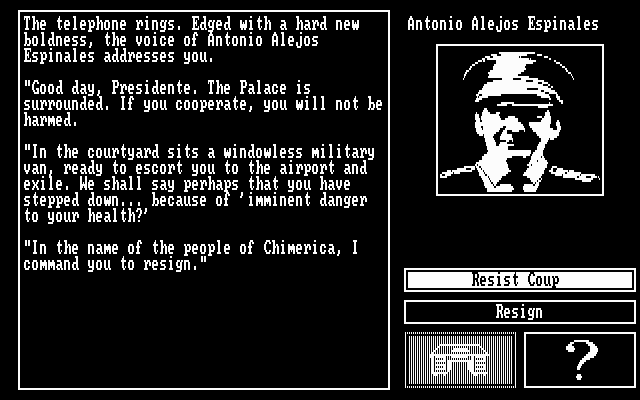 The telephone rings. Edged with a hard new
boldness, the voice of Antonio Alejos
Espinales addresses you.
"Good day, Presidente. The Palace is
surrounded. If you cooperate, you will not be
harmed.
"In the courtyard sits a windowless military
van, ready to escort you to the airport and
exile. We shall say perhaps that you have
stepped down... because of 'imminent danger
to your health?'
"In the name of the people of Chimerica, I
command you to resign."
Antonio Alejos Espinales
Resist Coup
Resign
?